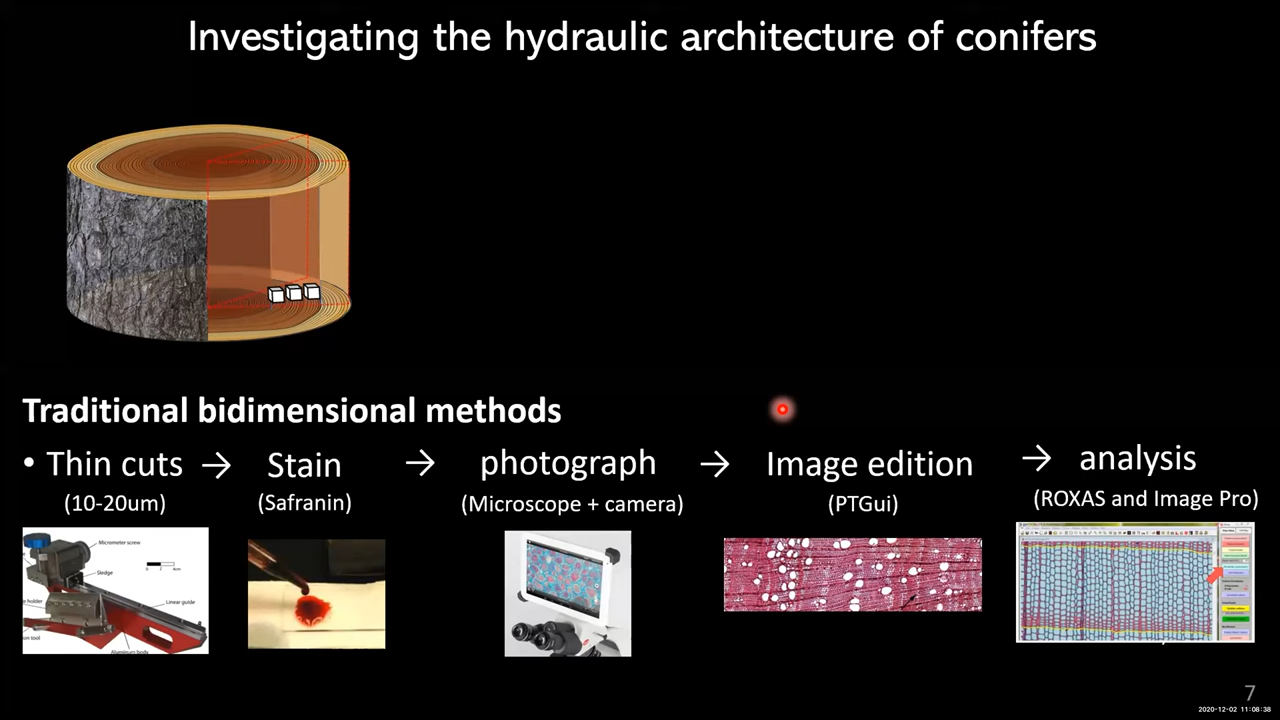 Investigating the hydraulic architecture of conifers
Traditional bidimensional methods
• Thin cuts → Stain → photograph → Image edition → analysis
(10-20um) (Safranin) (Microscope + camera) (PTGui) (ROXAS and Image Pro)
Micrometer screw
Sledge
Linear guide
Aluminum body
7
2020-12-02 11:08:38